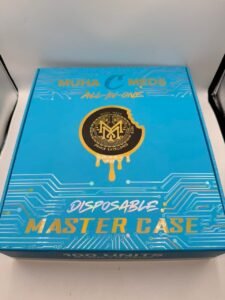 MUHA C MEDS
ALL-IN-ONE
DISPOSABLE
MASTER CASE
100 UNITS